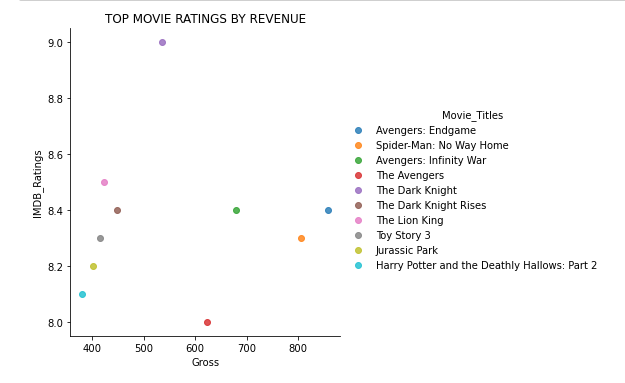 TOP MOVIE RATINGS BY REVENUE
9.0
8.8
8.6
8.4
8.2
8.0
IMDB_Ratings
400
500
600
700
800
Gross
Movie_Titles
Avengers: Endgame
Spider-Man: No Way Home
Avengers: Infinity War
The Avengers
The Dark Knight
The Dark Knight Rises
The Lion King
Toy Story 3
Jurassic Park
Harry Potter and the Deathly Hallows: Part 2